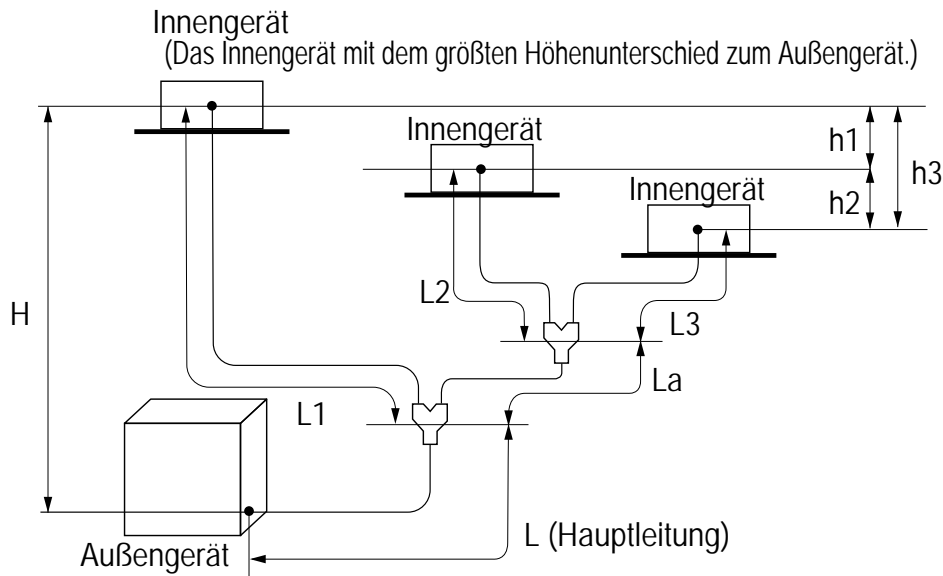 Innengerät
(Das Innengerät mit dem größten Höhenunterschied zum Außengerät.)
Innengerät
h1
h3
Innengerät
h2
H
L2
L3
La
L1
L (Hauptleitung)
Außengerät